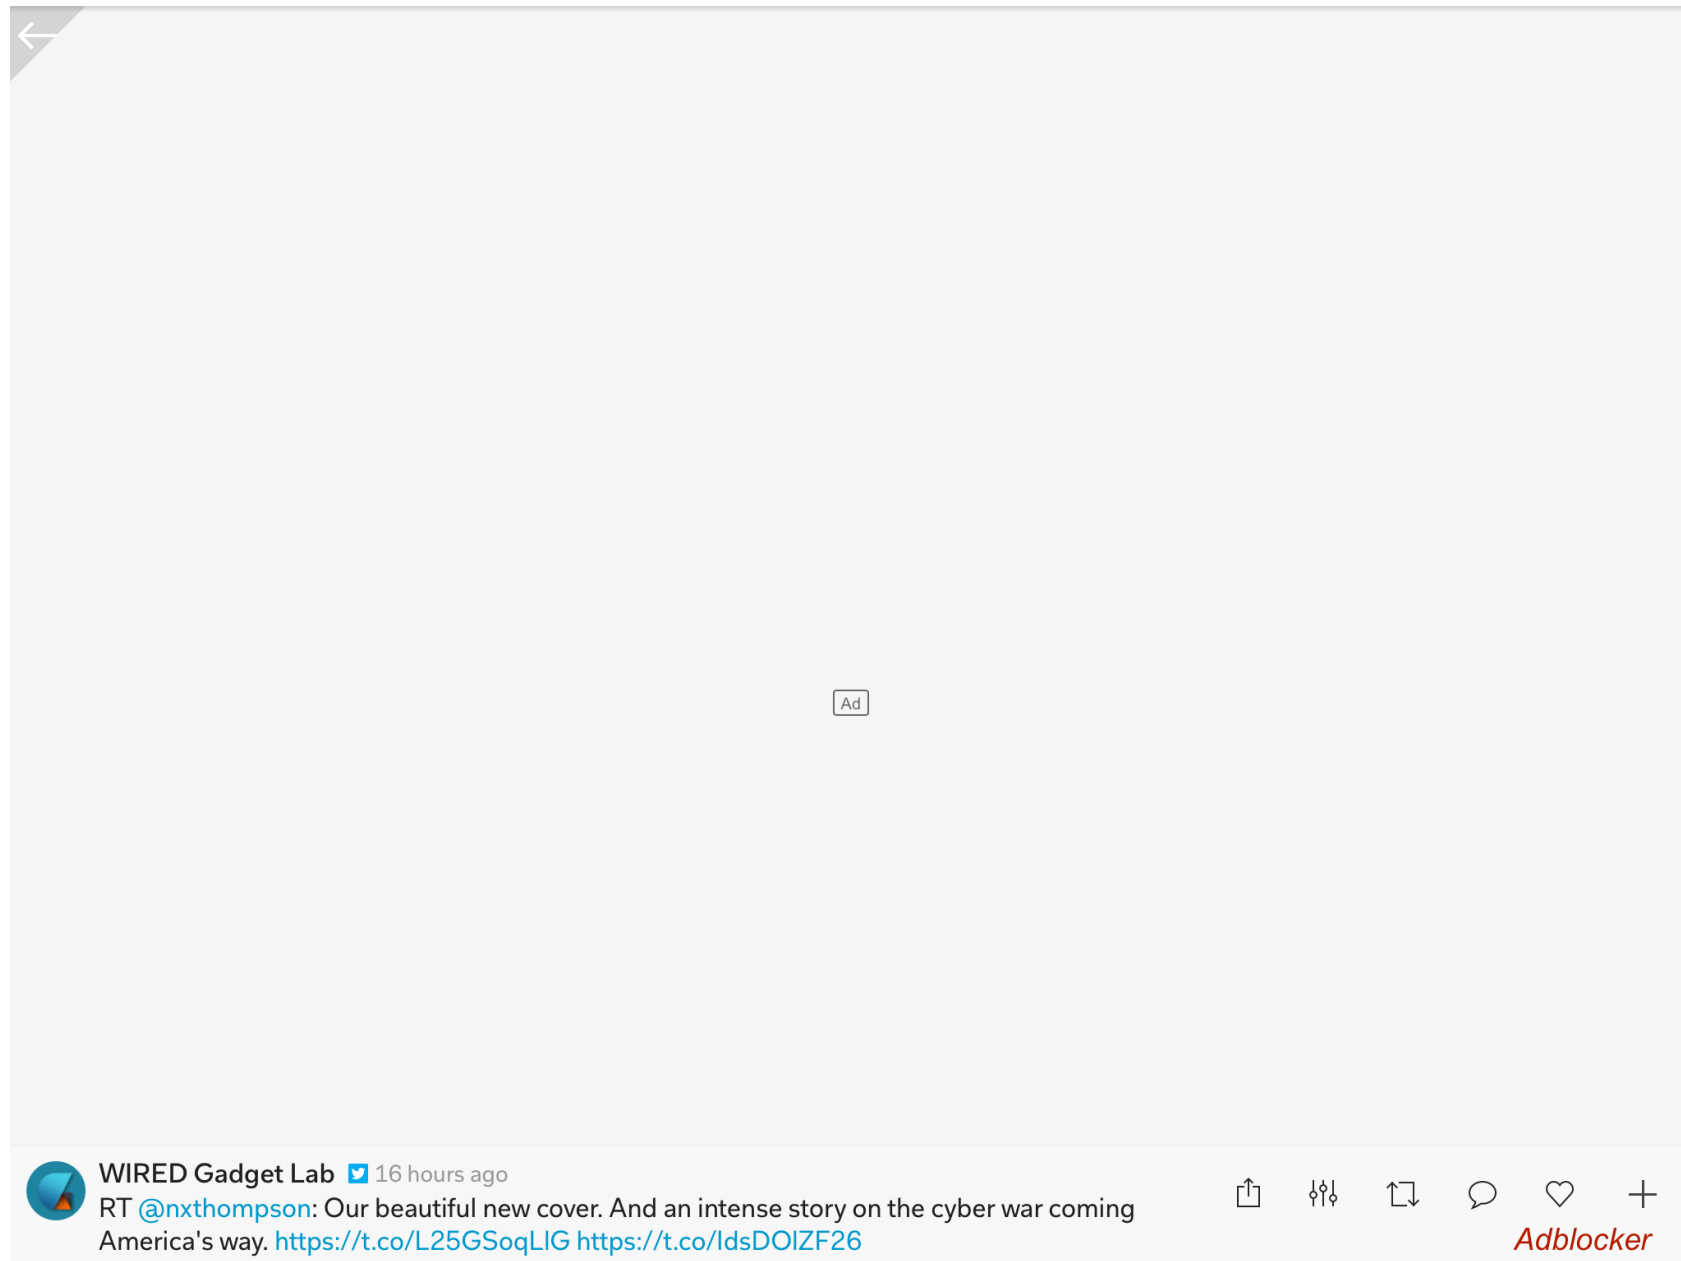 Ad
WIRED Gadget Lab 16 hours ago
RT @nxthompson: Our beautiful new cover. And an intense story on the cyber war coming
America's way. https://t.co/L25GSoqLIG https://t.co/IdsDOIZF26
Adblocker